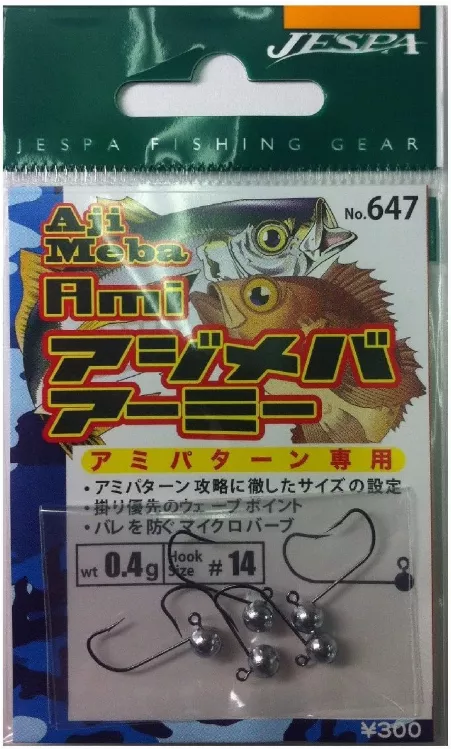 JESPA
JESPA FISHING GEAR
No.647
Aji
Meba
Ami
アジメバ
アーミー
アミパターン専用
・アミパターン攻略に徹したサイズの設定
・掛り優先のウェーブポイント
・バレを防ぐマイクロバーブ
wt 0.4g Hook Size #14
¥300